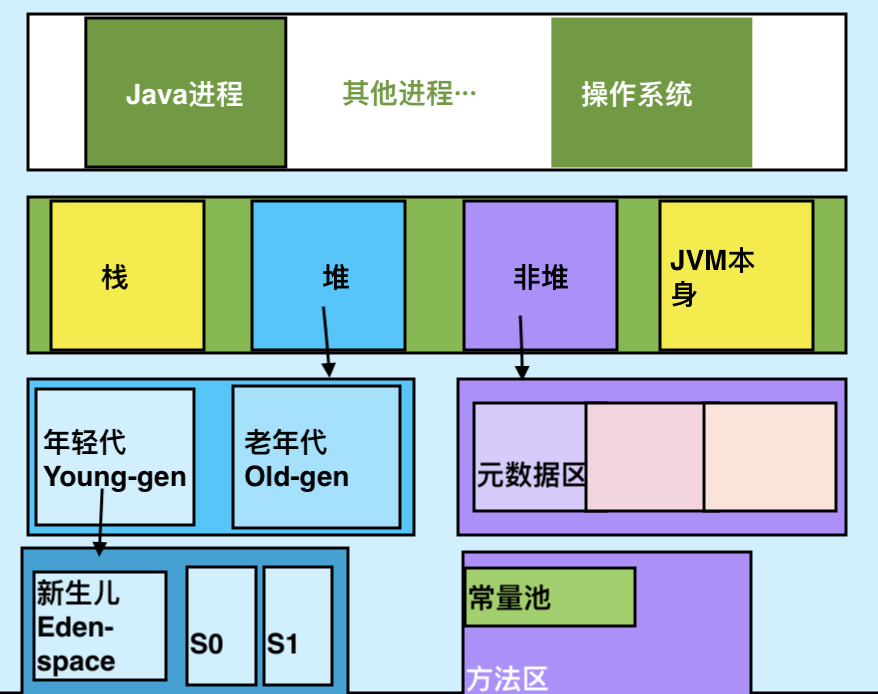 Java进程
其他进程…
操作系统
栈
堆
非堆
JVM本
身
年轻代
Young-gen
老年代
Old-gen
元数据区
新生儿
Eden-
space
S0
S1
常量池
方法区